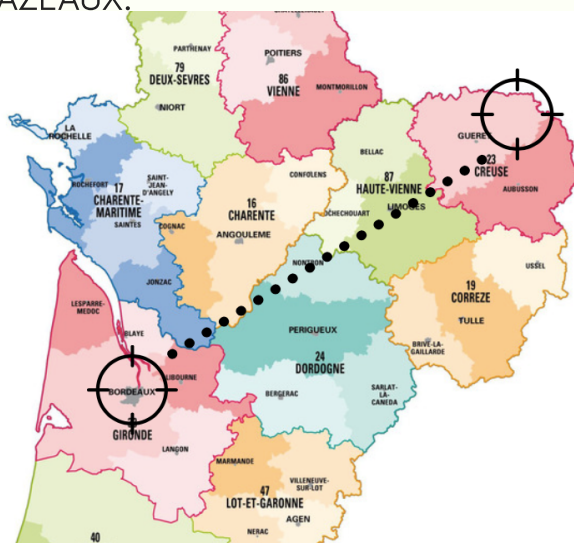 AZEAUX.
PARTHENAY
79
DEUX-SEVRES
NIORT
POITIERS
86
VIENNE
MONTMORILLON
LA
ROCHELLE
ROCHEFORT
17
CHARENTE-
MARITIME
SAINT-
JEAN-
D'ANGELY
SAINTES
COGNAC
JONZAC
CONFOLENS
16
CHARENTE
ANGOULEME
BELLAC
87
HAUTE-VIENNE
LIMOGES
OCHECHOUART
GUERET
23
CREUSE
AUBUSSON
NONTRON
USSEL
19
CORREZE
TULLE
BRIVE-LA-
GAILLARDE
LESPARRE-
MEDOC
BLAYE
LIBOURNE
BORDEAUX
GIRONDE
LANGON
PERIGUEUX
24
DORDOGNE
BERGERAC
SARLAT-
LA-
CANEDA
MARMANDE
47
LOT-ET-GARONNE
VILLENEUVE-
SUR-LOT
AGEN
NERAC
40